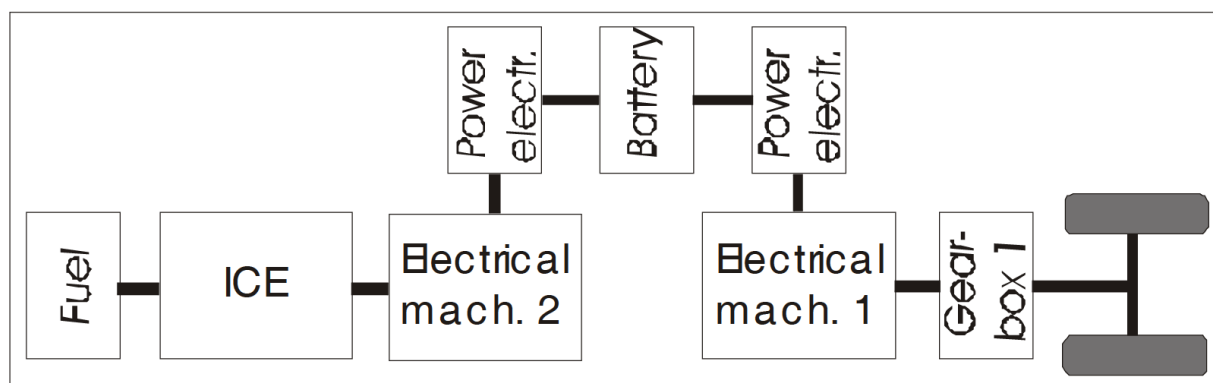 Power
electr.
Battery
Power
electr.
Fuel
ICE
Electrical
mach. 2
Electrical
mach. 1
Gear-
box 1